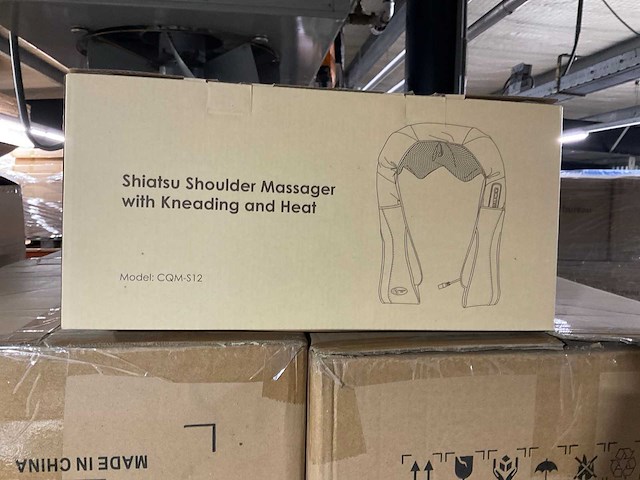 Shiatsu Shoulder Massager
with Kneading and Heat
Model: CQM-S12
MADE IN CHINA